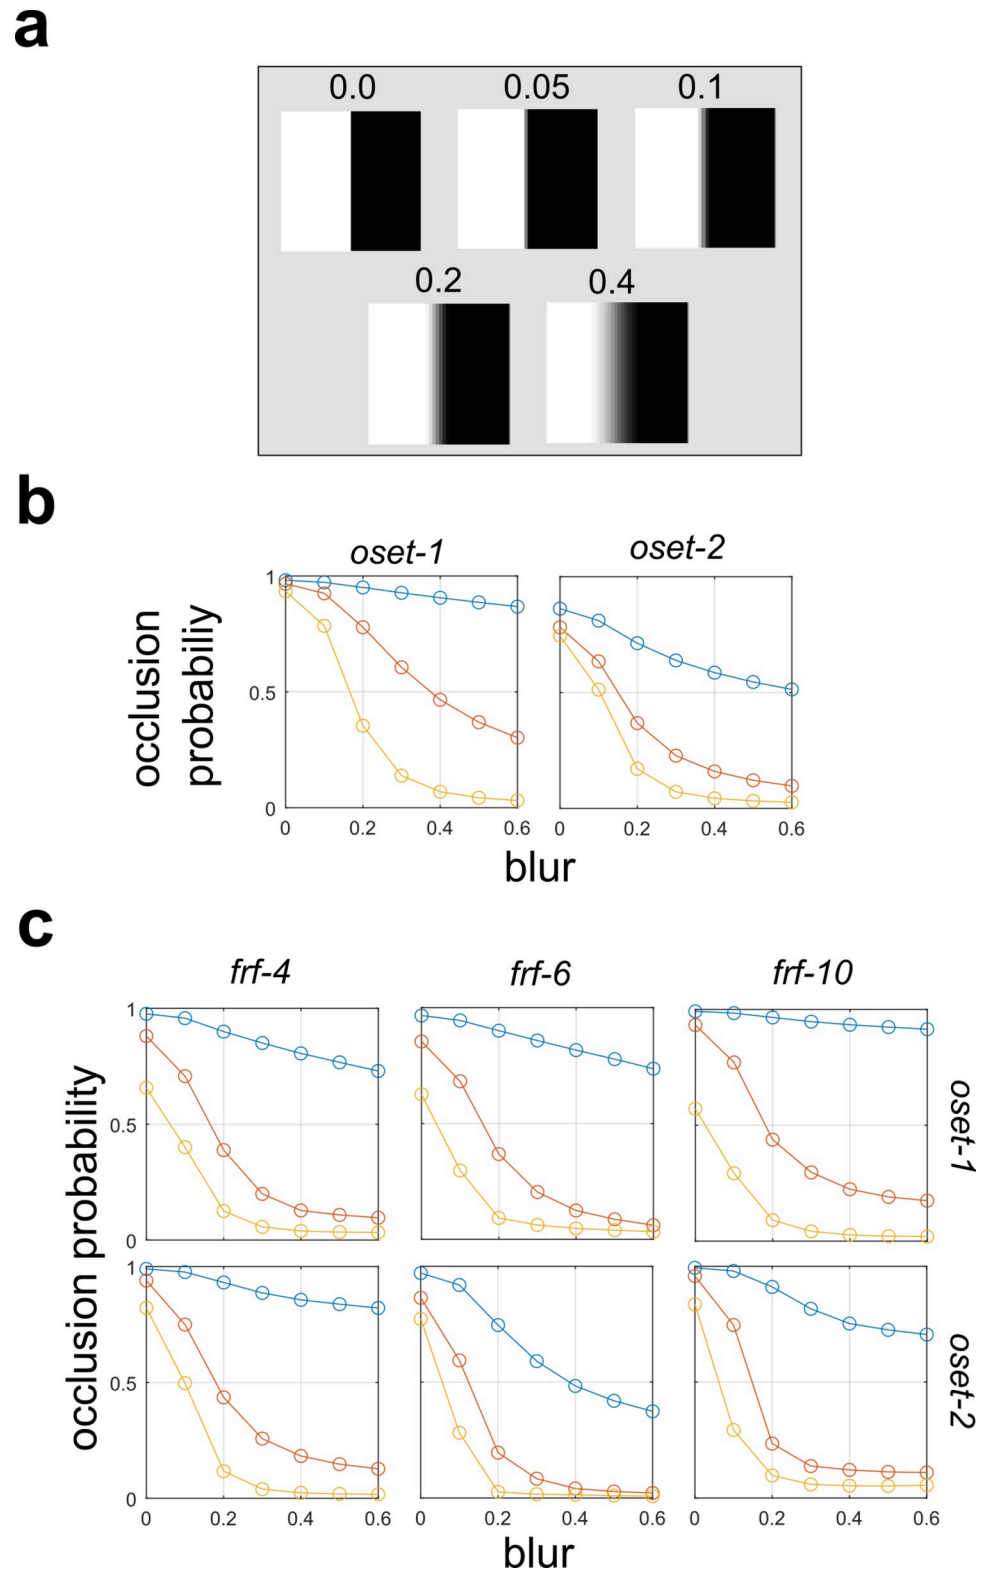 a
0.0 0.05 0.1
0.2 0.4
b
oset-1 oset-2
occlusion
probabiliy
1
0.5
0
0 0.2 0.4 0.6 0 0.2 0.4 0.6
blur
c
frf-4 frf-6 frf-10
occlusion probability
1
0.5
0
oset-1
1
0.5
0
oset-2
0 0.2 0.4 0.6 0 0.2 0.4 0.6 0 0.2 0.4 0.6
blur